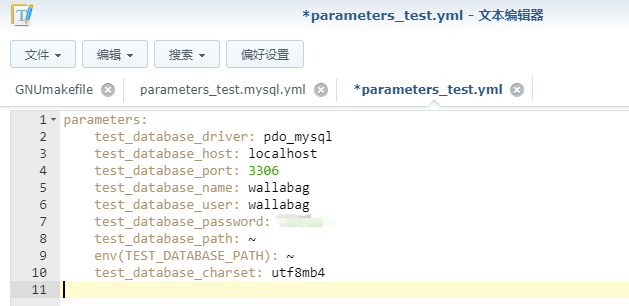 *parameters_test.yml - 文本编辑器
文件 编辑 搜索 偏好设置
GNUmakefile parameters_test.mysql.yml *parameters_test.yml
1 parameters:
2 test_database_driver: pdo_mysql
3 test_database_host: localhost
4 test_database_port: 3306
5 test_database_name: wallabag
6 test_database_user: wallabag
7 test_database_password:
8 test_database_path: ~
9 env(TEST_DATABASE_PATH): ~
10 test_database_charset: utf8mb4
11